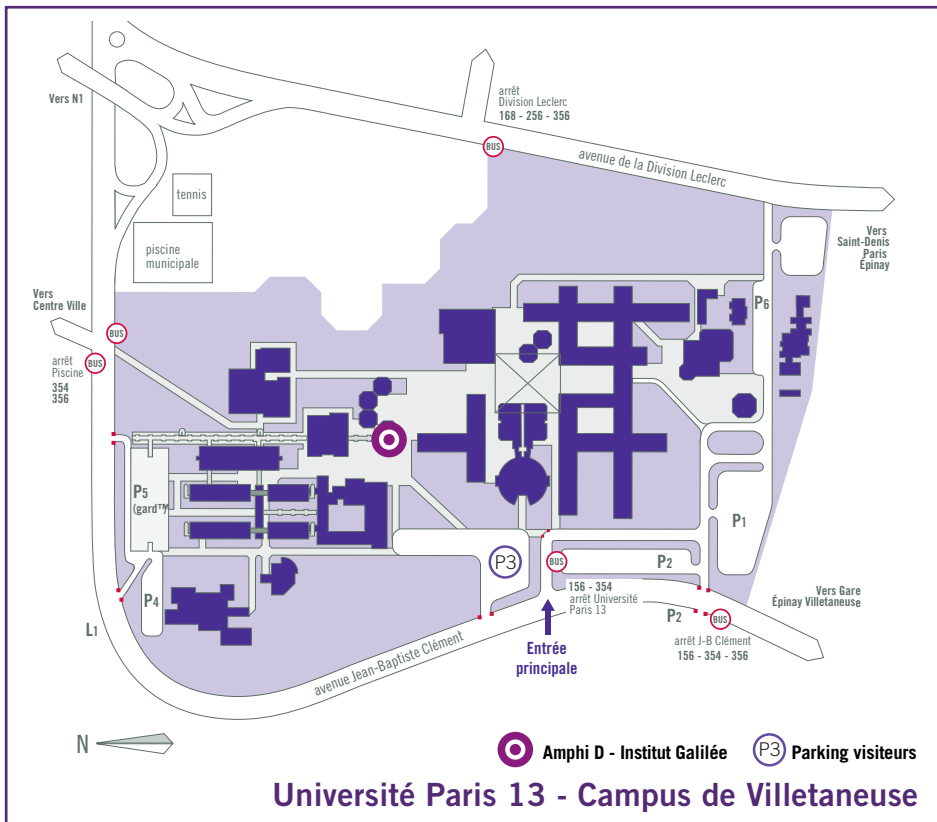 Vers N1
arrêt
Division Leclerc
168 - 256 - 356
BUS
avenue de la Division Leclerc
tennis
piscine
municipale
Vers
Saint-Denis
Paris
Épinay
Vers
Centre Ville
BUS
BUS
arrêt
Piscine
354
356
P6
P5
(gard™)
P1
P3
BUS
P2
P4
156 - 354
arrêt Université
Paris 13
Vers Gare
Épinay Villetaneuse
P2
BUS
L1
arrêt J-B Clément
156 - 354 - 356
Entrée
principale
avenue Jean-Baptiste Clément
N
Amphi D - Institut Galilée
P3 Parking visiteurs
Université Paris 13 - Campus de Villetaneuse